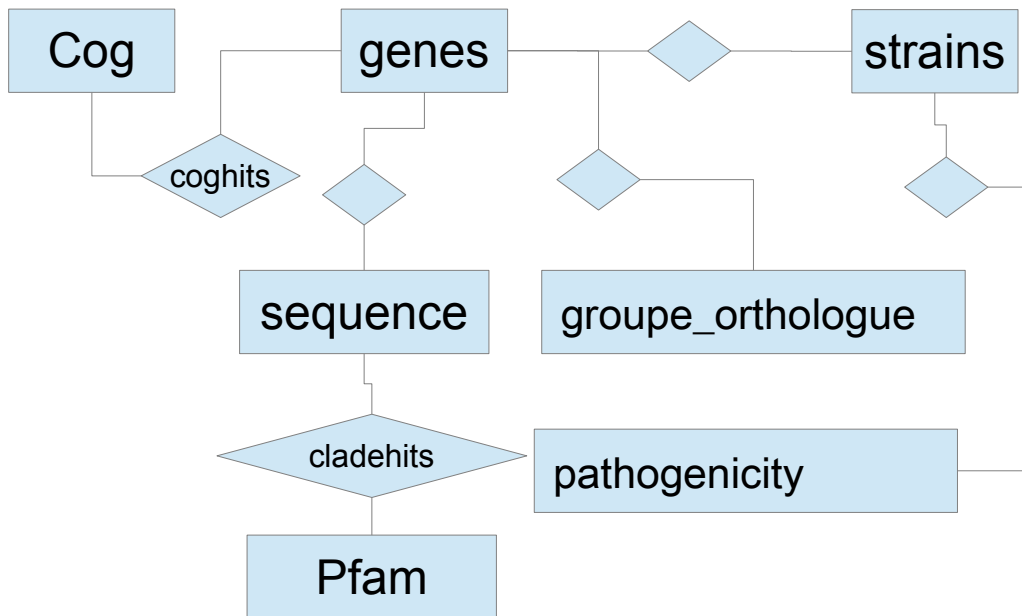 Cog
genes
strains
coghits
sequence
groupe_orthologue
cladehits
pathogenicity
Pfam